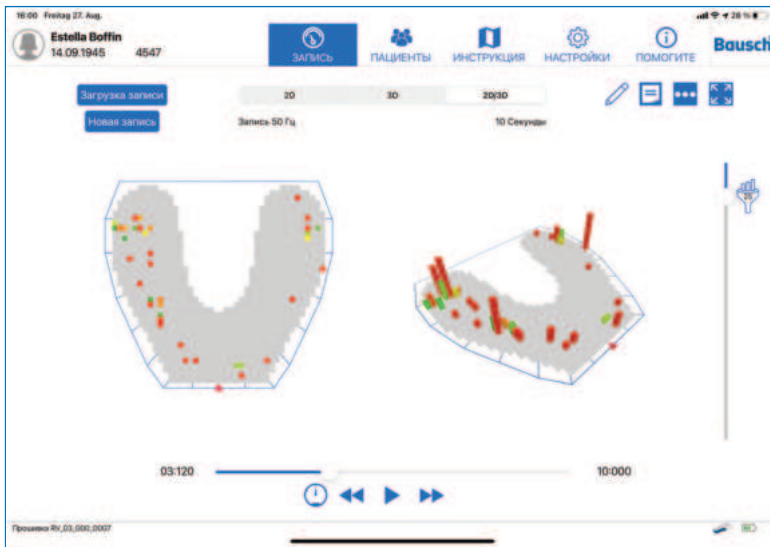 16:00 Freitag 27. Aug. 28 %
Estella Boffin
14.09.1945 4547
ЗАПИСЬ ПАЦИЕНТЫ ИНСТРУКЦИЯ НАСТРОЙКИ ПОМОГИТЕ
Bausch
Загрузка записи 2D 3D 2D/3D
Новая запись Запись 50 Гц 10 Секунды
03:120 10:000
Прошивка RV_03_000_0007